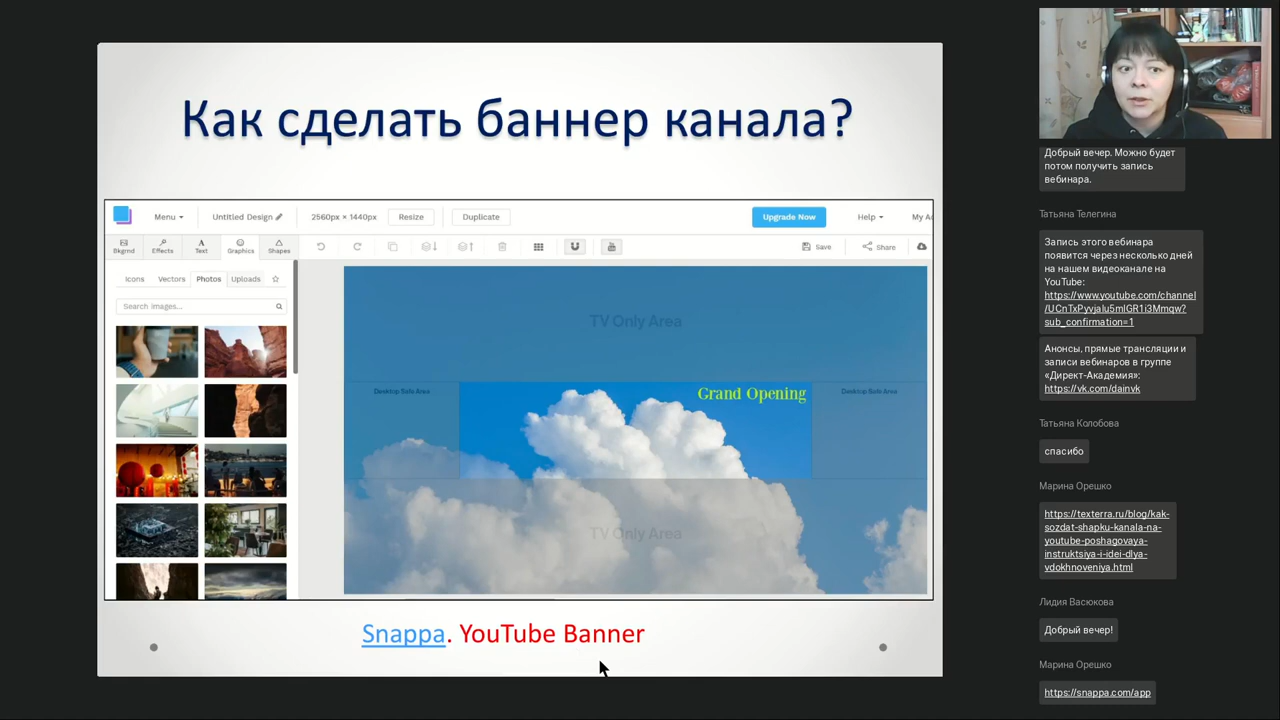 Как сделать баннер канала?
Menu
Untitled Design
2560px × 1440px
Resize
Duplicate
Upgrade Now
Help
My Ac
Bkgrnd
Effects
Text
Graphics
Shapes
Save
Share
Icons
Vectors
Photos
Uploads
Search images...
TV Only Area
Desktop Safe Area
Grand Opening
Desktop Safe Area
TV Only Area
Snappa. YouTube Banner
Добрый вечер. Можно будет
потом получить запись
вебинара.
Татьяна Телегина
Запись этого вебинара
появится через несколько дней
на нашем видеоканале на
YouTube:
https://www.youtube.com/channel
/UCnTxPyvjalu5mIGR1i3Mmqw?
sub_confirmation=1
Анонсы, прямые трансляции и
записи вебинаров в группе
«Директ-Академия»:
https://vk.com/dainvk
Татьяна Колобова
спасибо
Марина Орешко
https://texterra.ru/blog/kak-
sozdat-shapku-kanala-na-
youtube-poshagovaya-
instruktsiya-i-idei-dlya-
vdokhnoveniya.html
Лидия Васюкова
Добрый вечер!
Марина Орешко
https://snappa.com/app